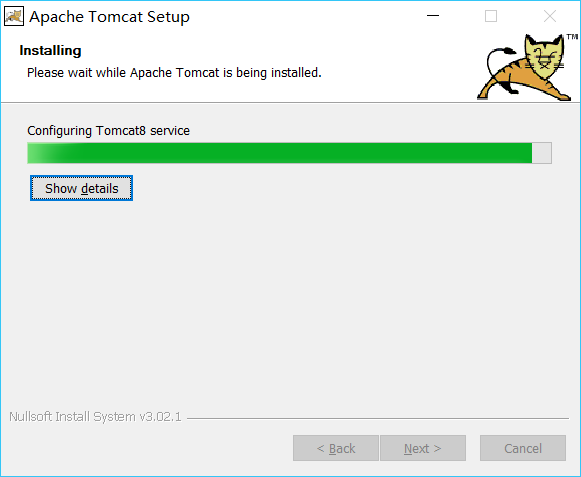 Apache Tomcat Setup
Installing
Please wait while Apache Tomcat is being installed.
TM
Configuring Tomcat8 service
Show details
Nullsoft Install System v3.02.1
< Back
Next >
Cancel